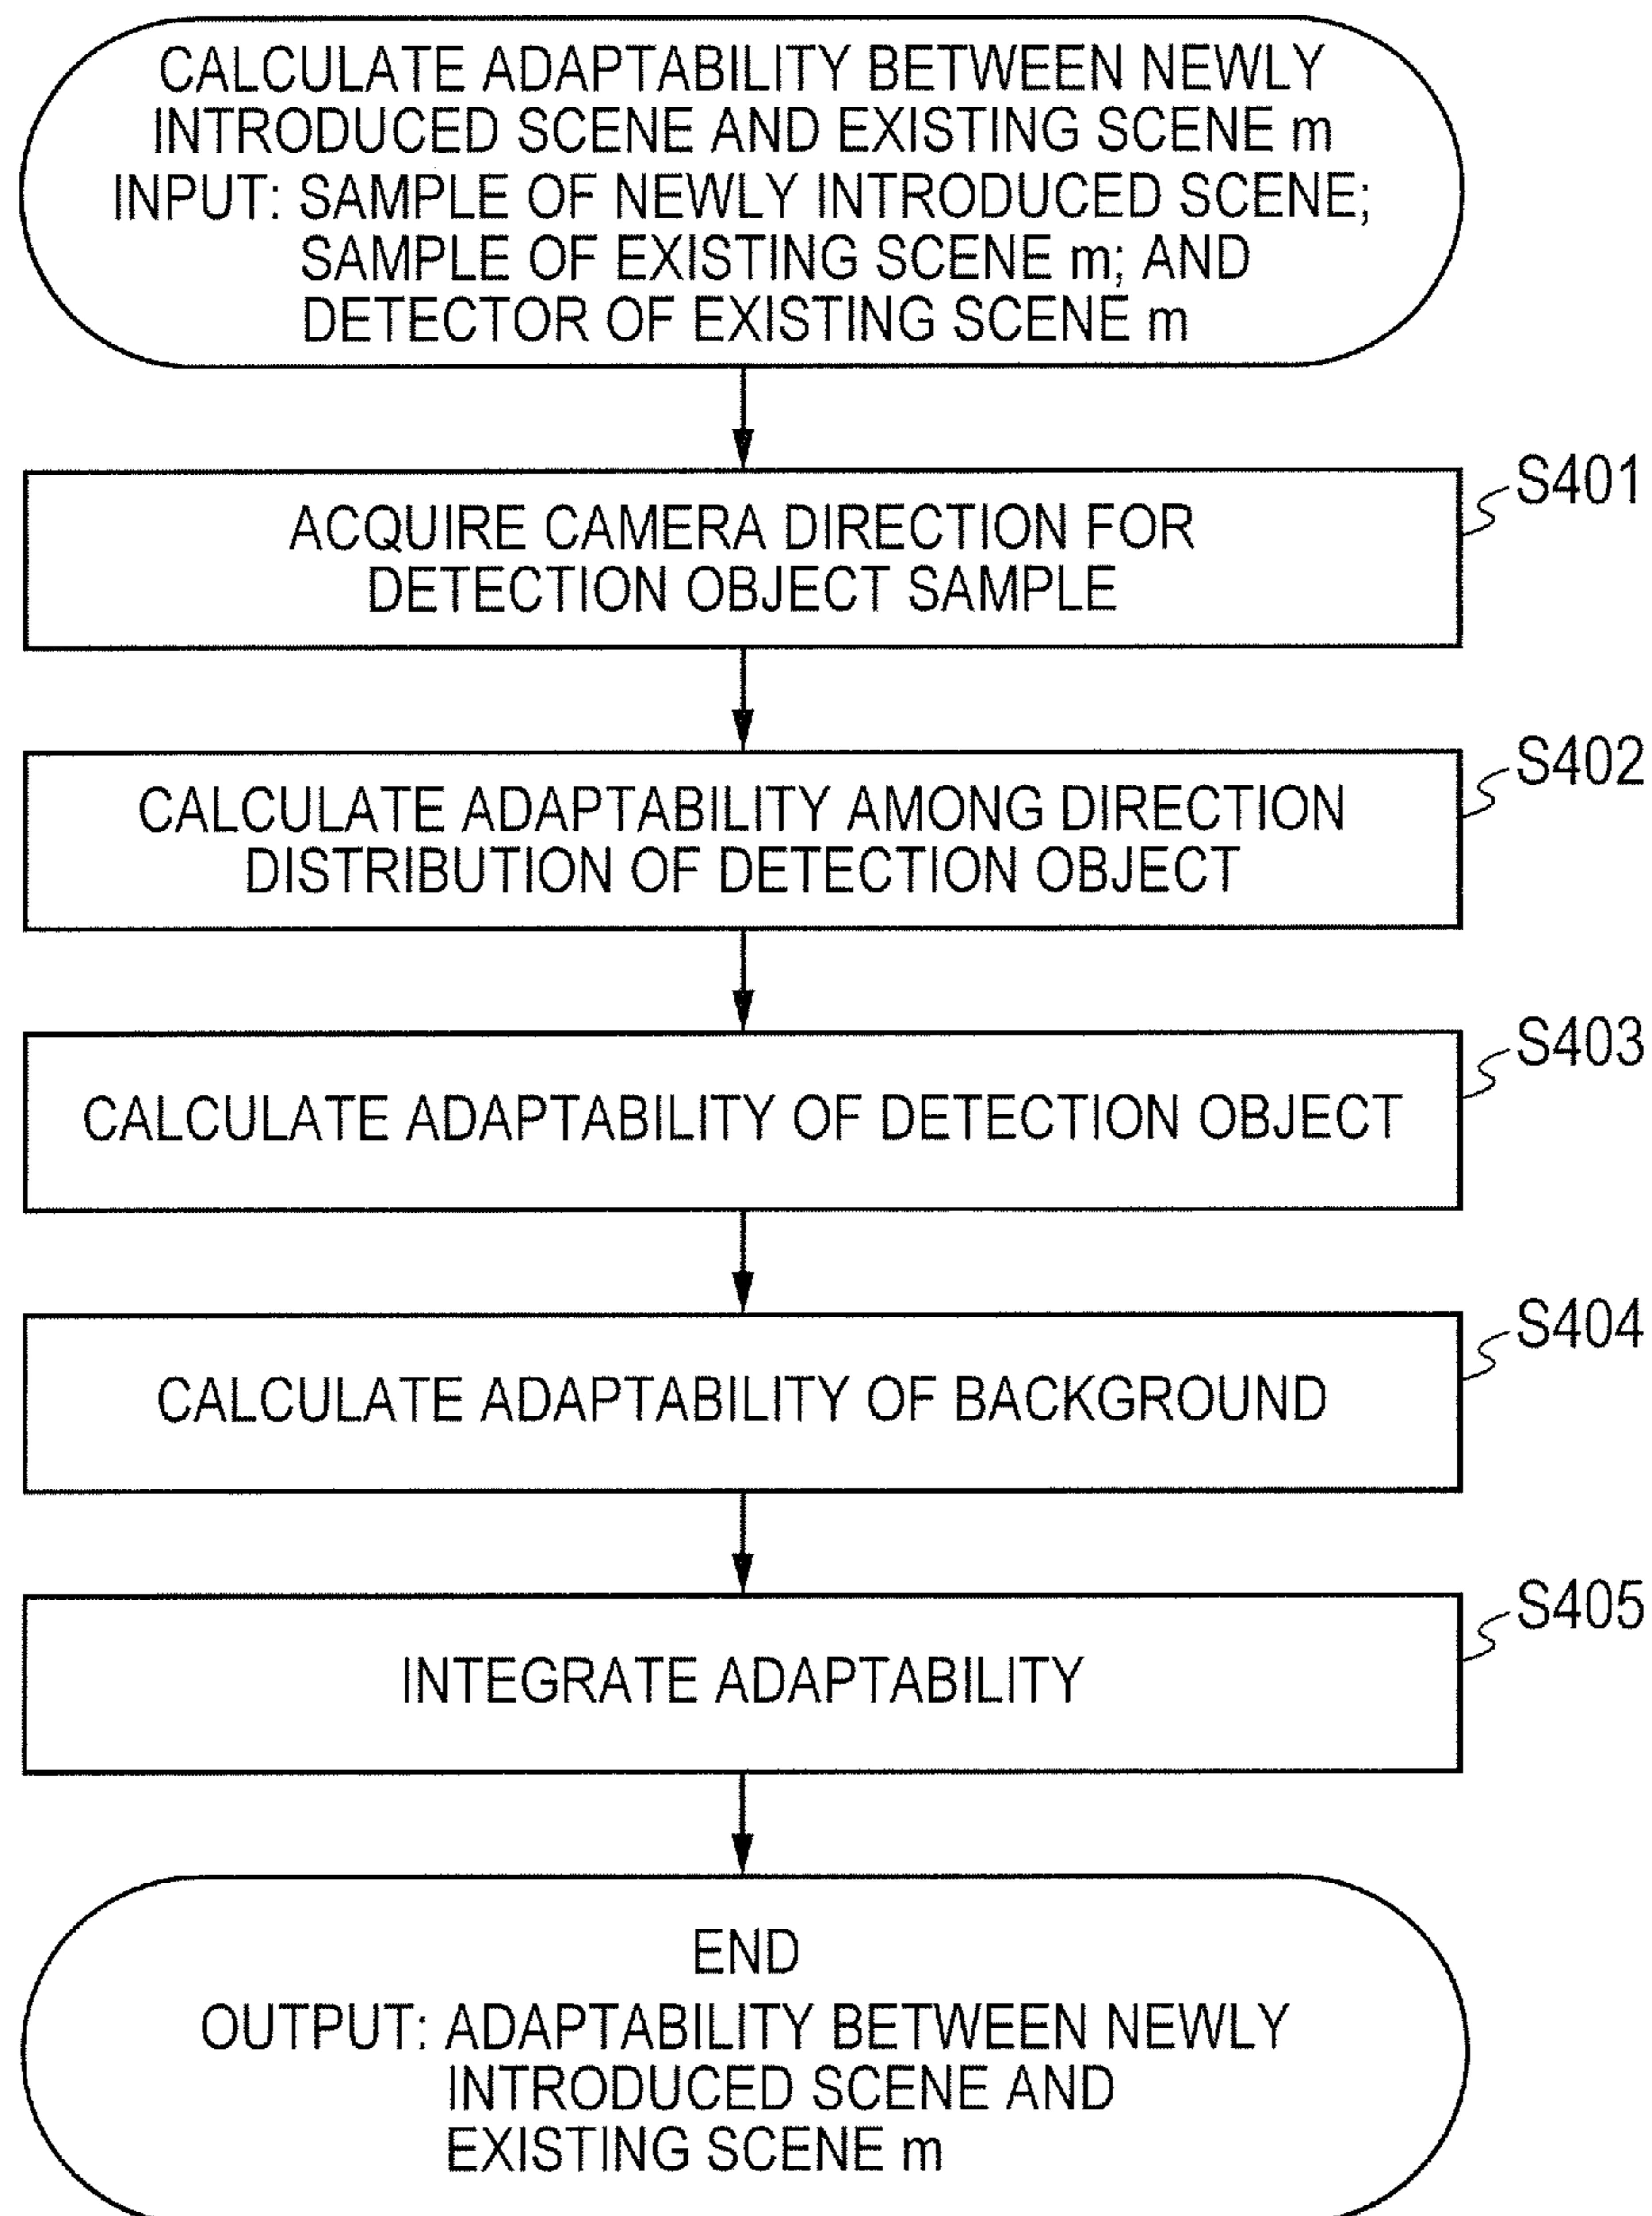 CALCULATE ADAPTABILITY BETWEEN NEWLY
INTRODUCED SCENE AND EXISTING SCENE m
INPUT: SAMPLE OF NEWLY INTRODUCED SCENE;
SAMPLE OF EXISTING SCENE m; AND
DETECTOR OF EXISTING SCENE m
S401
ACQUIRE CAMERA DIRECTION FOR
DETECTION OBJECT SAMPLE
S402
CALCULATE ADAPTABILITY AMONG DIRECTION
DISTRIBUTION OF DETECTION OBJECT
S403
CALCULATE ADAPTABILITY OF DETECTION OBJECT
S404
CALCULATE ADAPTABILITY OF BACKGROUND
S405
INTEGRATE ADAPTABILITY
END
OUTPUT: ADAPTABILITY BETWEEN NEWLY
INTRODUCED SCENE AND
EXISTING SCENE m